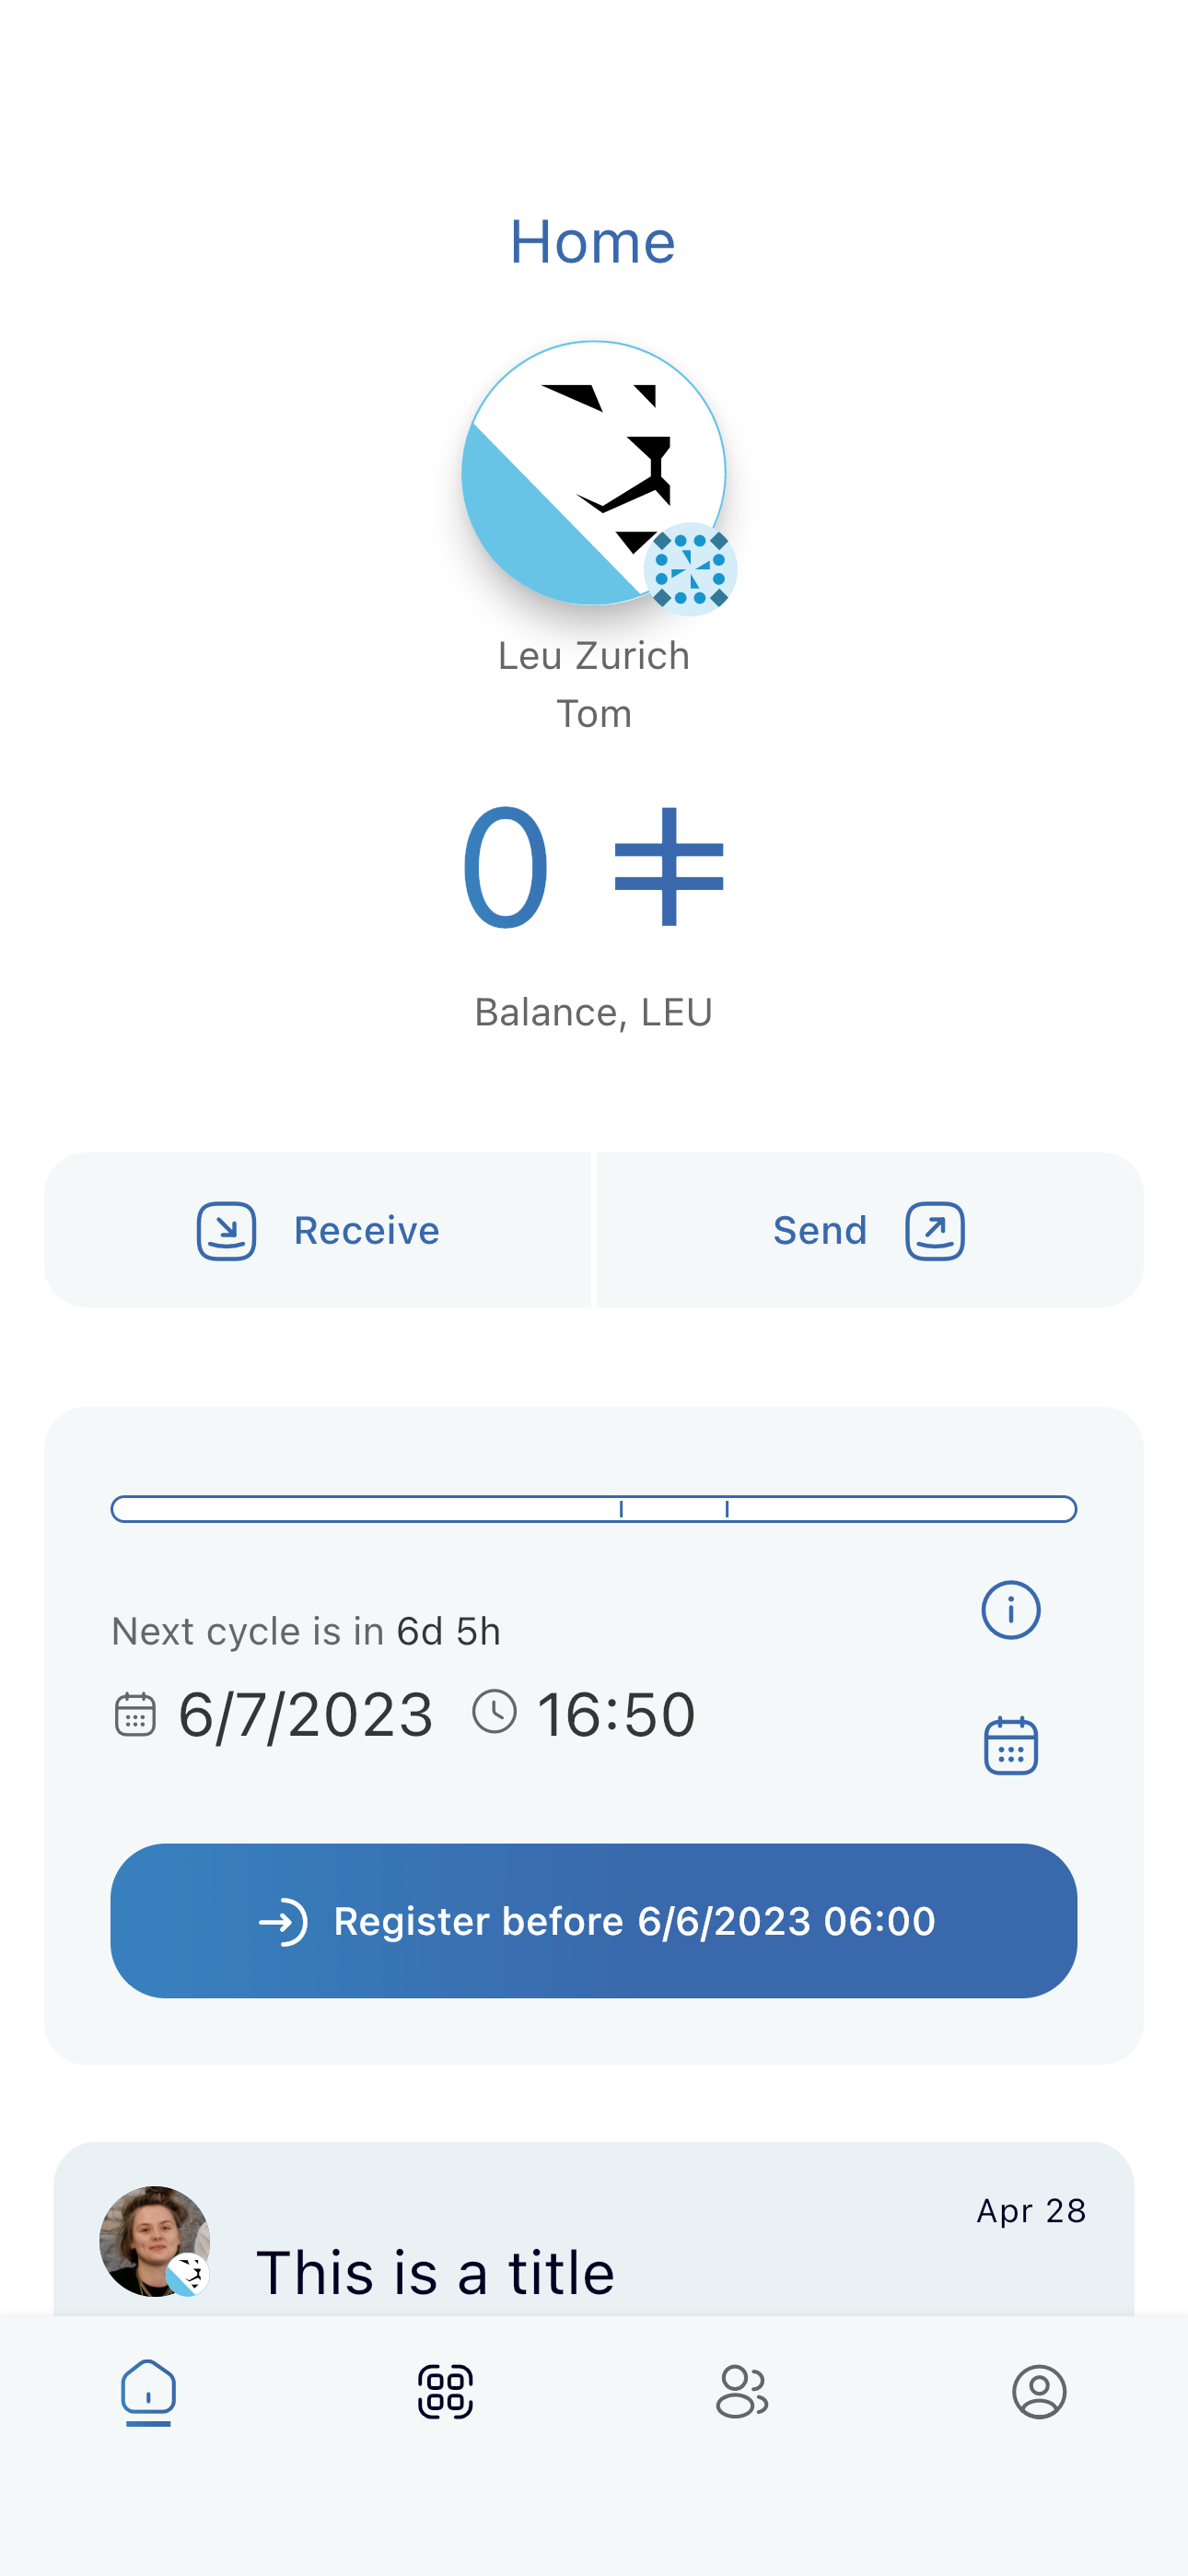 Home
Leu Zurich
Tom
0
Balance, LEU
Receive
Send
Next cycle is in 6d 5h
6/7/2023 16:50
Register before 6/6/2023 06:00
Apr 28
This is a title